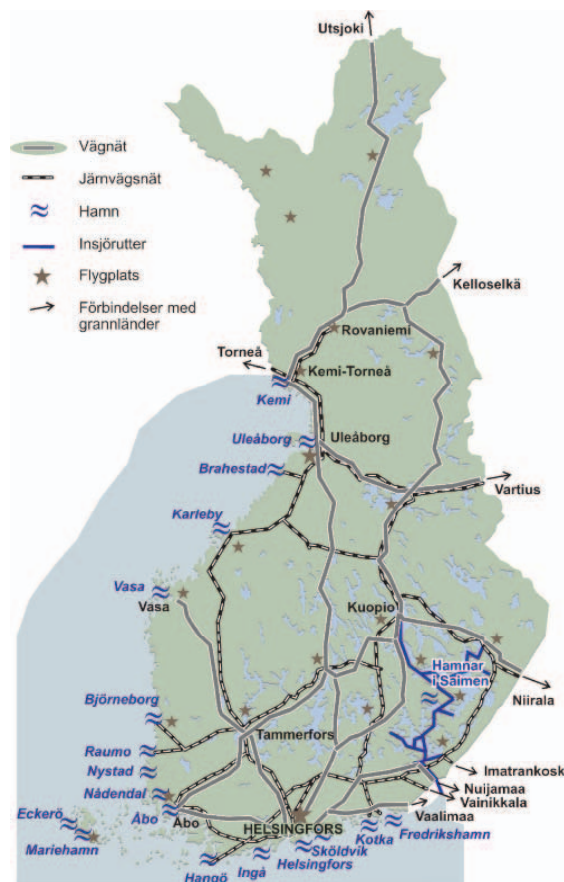 Utsjoki
Vägnät
Järnvägsnät
Hamn
Insjörutter
Flygplats
Förbindelser med
grannländer
Kelloselkä
Rovaniemi
Torneå
Kemi-Torneå
Kemi
Uleåborg
Uleåborg
Brahestad
Vartius
Karleby
Vasa
Vasa
Kuopio
Hamnar
i Saimen
Niirala
Björneborg
Tammerfors
Raumo
Nystad
Imatrankosk
Nuijamaa
Vainikkala
Nådendal
Vaalimaa
Åbo
Åbo
Eckerö
HELSINGFORS
Fredrikshamn
Mariehamn
Kotka
Sköldvik
Helsingfors
Ingå
Hangö